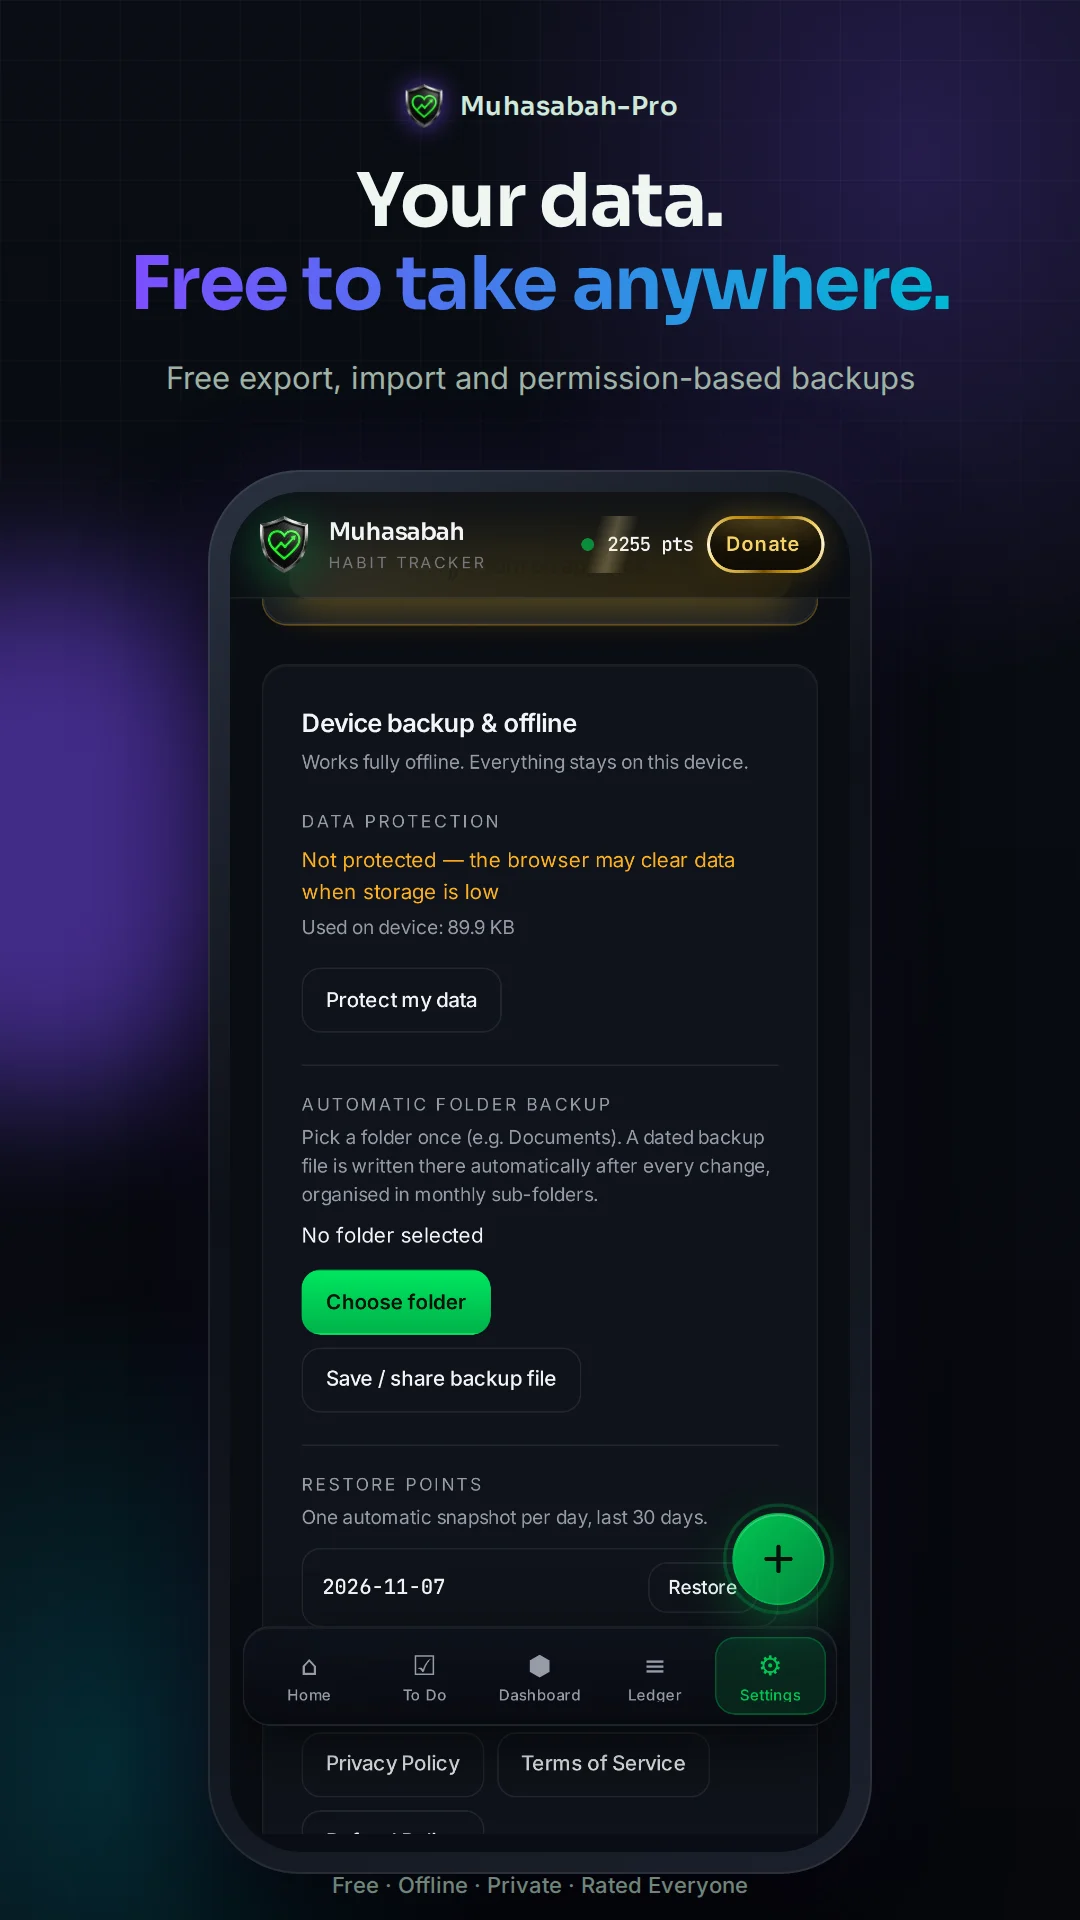 Muhasabah-Pro
Your data.
Free to take anywhere.
Free export, import and permission-based backups
Muhasabah
HABIT TRACKER
2255 pts
Donate
Device backup & offline
Works fully offline. Everything stays on this device.
DATA PROTECTION
Not protected — the browser may clear data
when storage is low
Used on device: 89.9 KB
Protect my data
AUTOMATIC FOLDER BACKUP
Pick a folder once (e.g. Documents). A dated backup
file is written there automatically after every change,
organised in monthly sub-folders.
No folder selected
Choose folder
Save / share backup file
RESTORE POINTS
One automatic snapshot per day, last 30 days.
2026-11-07
Restore
Home
To Do
Dashboard
Ledger
Settings
Privacy Policy
Terms of Service
Free · Offline · Private · Rated Everyone